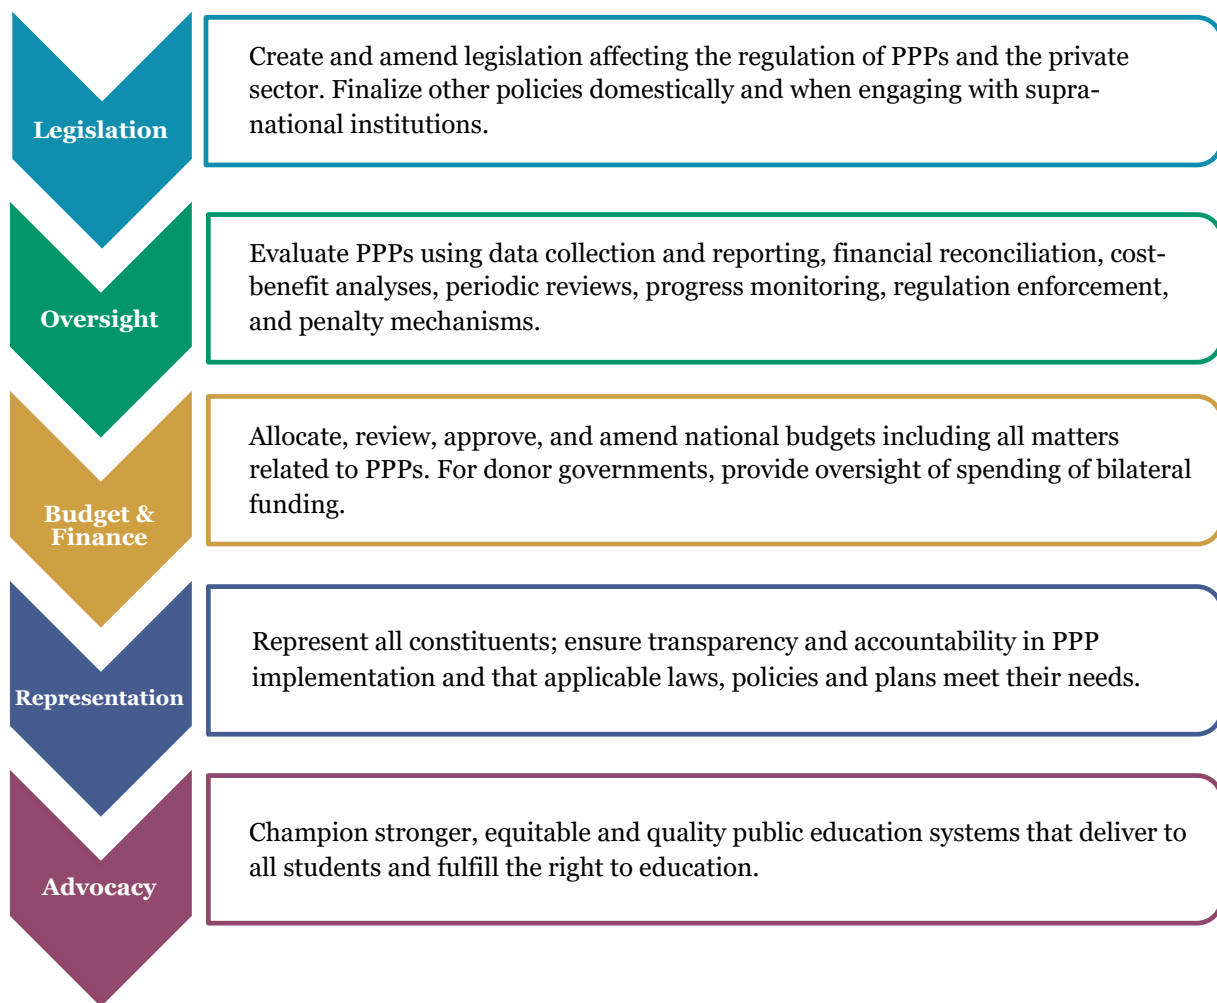 Legislation
Create and amend legislation affecting the regulation of PPPs and the private
sector. Finalize other policies domestically and when engaging with supra-
national institutions.
Oversight
Evaluate PPPs using data collection and reporting, financial reconciliation, cost-
benefit analyses, periodic reviews, progress monitoring, regulation enforcement,
and penalty mechanisms.
Budget &
Finance
Allocate, review, approve, and amend national budgets including all matters
related to PPPs. For donor governments, provide oversight of spending of bilateral
funding.
Representation
Represent all constituents; ensure transparency and accountability in PPP
implementation and that applicable laws, policies and plans meet their needs.
Advocacy
Champion stronger, equitable and quality public education systems that deliver to
all students and fulfill the right to education.